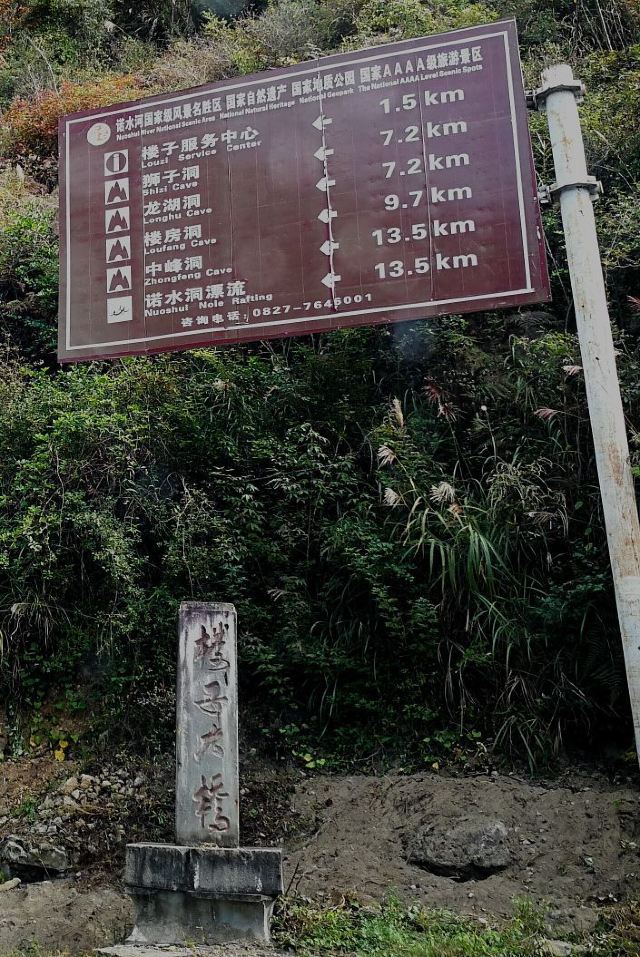 诺水河国家级风景名胜区 国家自然遗产 国家地质公园 国家AAAA级旅游景区
Nuoshui River National Scenic Area National Natural Heritage National Geopark The National AAAA Level Scenic Spots
楼子服务中心 1.5 km
Louzi Service Center
狮子洞 7.2 km
Shizi Cave
龙湖洞 7.2 km
Longhu Cave
楼房洞 9.7 km
Loufang Cave
中峰洞 13.5 km
Zhongfeng Cave
诺水洞漂流 13.5 km
Nuoshui Nole Rafting
咨询电话: 0827-7645001
楼子大桥